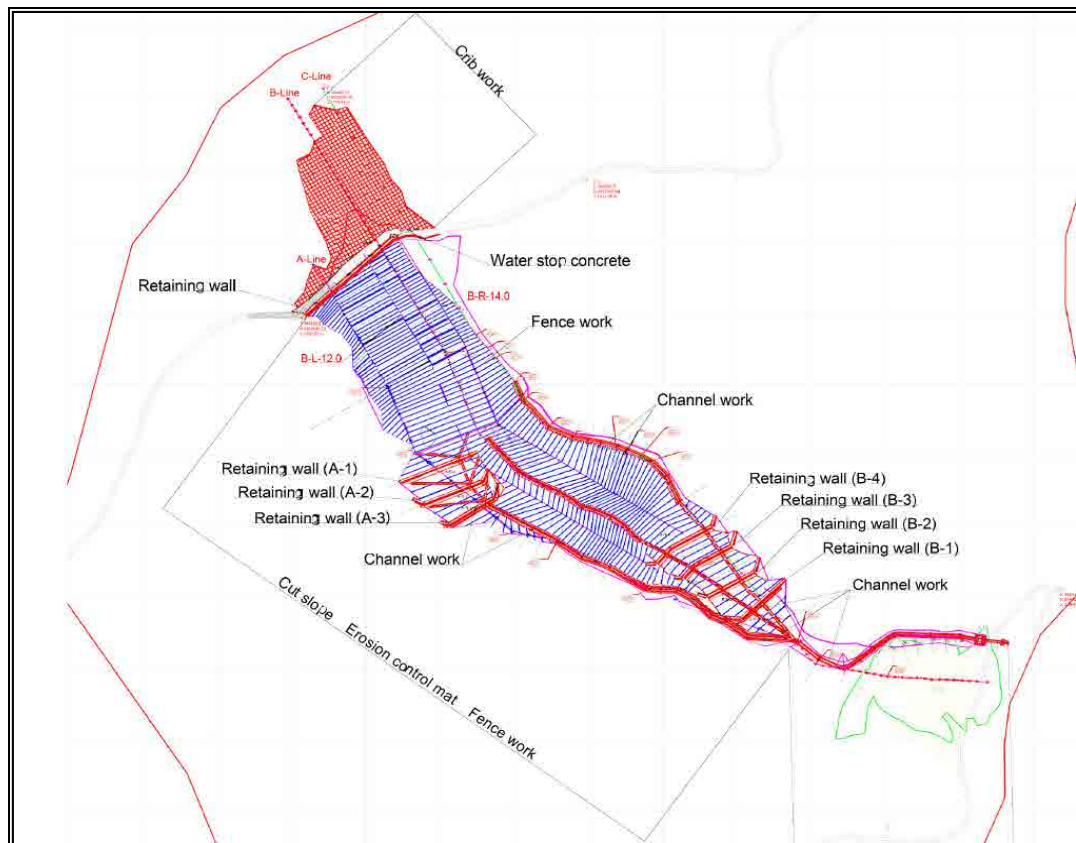 Crib work
C-Line
B-Line
A-Line
Water stop concrete
Retaining wall
B-R-14.0
Fence work
B-L-12.0
Channel work
Retaining wall (A-1)
Retaining wall (A-2)
Retaining wall (A-3)
Channel work
Retaining wall (B-4)
Retaining wall (B-3)
Retaining wall (B-2)
Retaining wall (B-1)
Channel work
Cut slope Erosion control mat Fence work